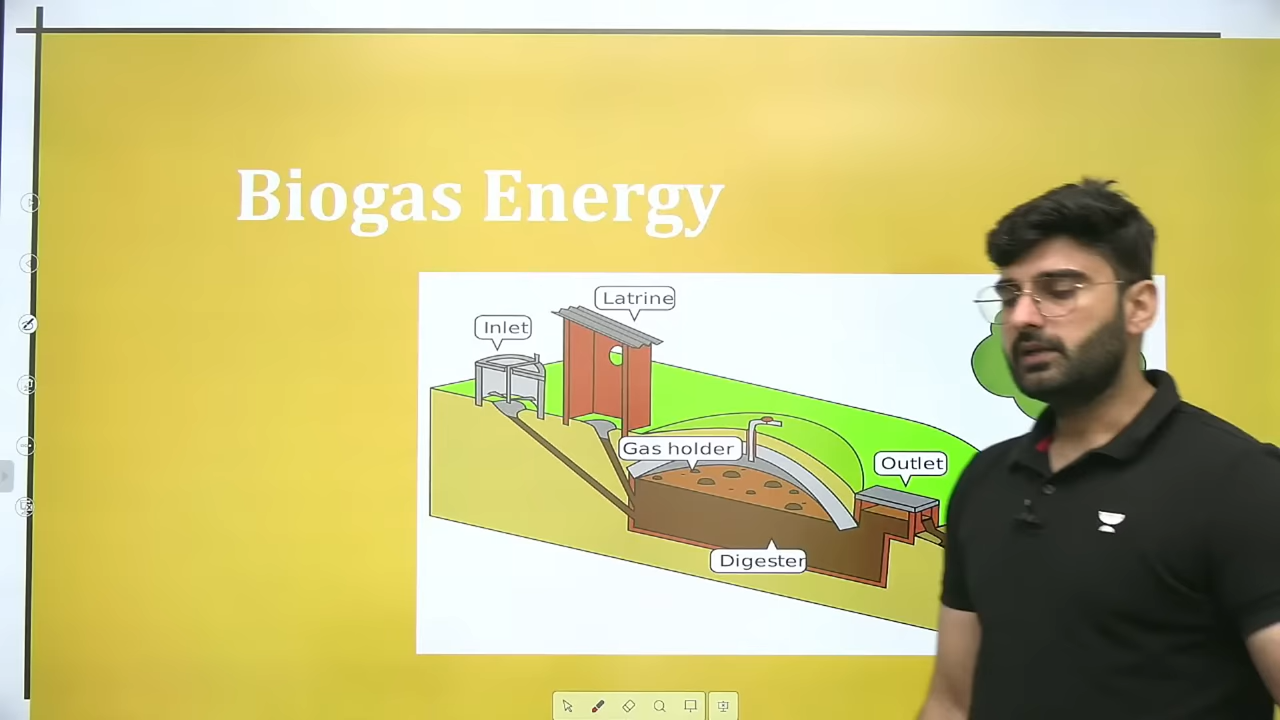 Biogas Energy
Latrine
Inlet
Gas holder
Outlet
Digester